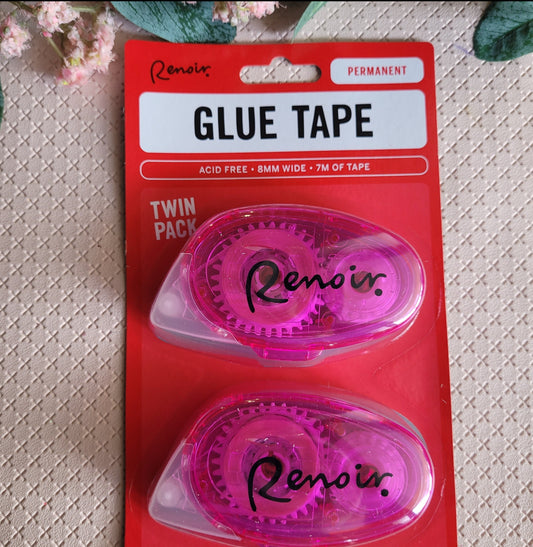 Renoir.
PERMANENT
GLUE TAPE
ACID FREE • 8MM WIDE • 7M OF TAPE
TWIN
PACK
Renoir.
Renoir.